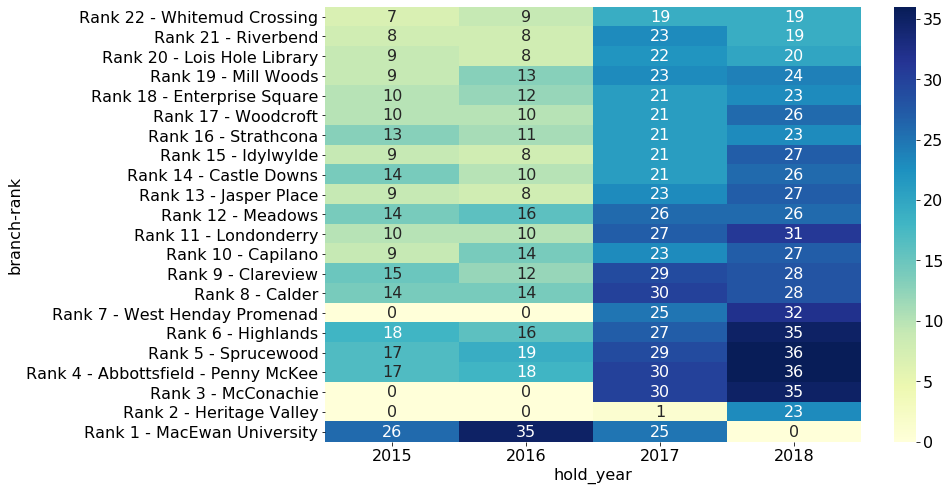 branch-rank
Rank 22 - Whitemud Crossing 7 9 19 19
Rank 21 - Riverbend 8 8 23 19
Rank 20 - Lois Hole Library 9 8 22 20
Rank 19 - Mill Woods 9 13 23 24
Rank 18 - Enterprise Square 10 12 21 23
Rank 17 - Woodcroft 10 10 21 26
Rank 16 - Strathcona 13 11 21 23
Rank 15 - Idylwylde 9 8 21 27
Rank 14 - Castle Downs 14 10 21 26
Rank 13 - Jasper Place 9 8 23 27
Rank 12 - Meadows 14 16 26 26
Rank 11 - Londonderry 10 10 27 31
Rank 10 - Capilano 9 14 23 27
Rank 9 - Clareview 15 12 29 28
Rank 8 - Calder 14 14 30 28
Rank 7 - West Henday Promenad 0 0 25 32
Rank 6 - Highlands 18 16 27 35
Rank 5 - Sprucewood 17 19 29 36
Rank 4 - Abbottsfield - Penny McKee 17 18 30 36
Rank 3 - McConachie 0 0 30 35
Rank 2 - Heritage Valley 0 0 1 23
Rank 1 - MacEwan University 26 35 25 0
2015 2016 2017 2018
hold_year
35
30
25
20
15
10
5
0